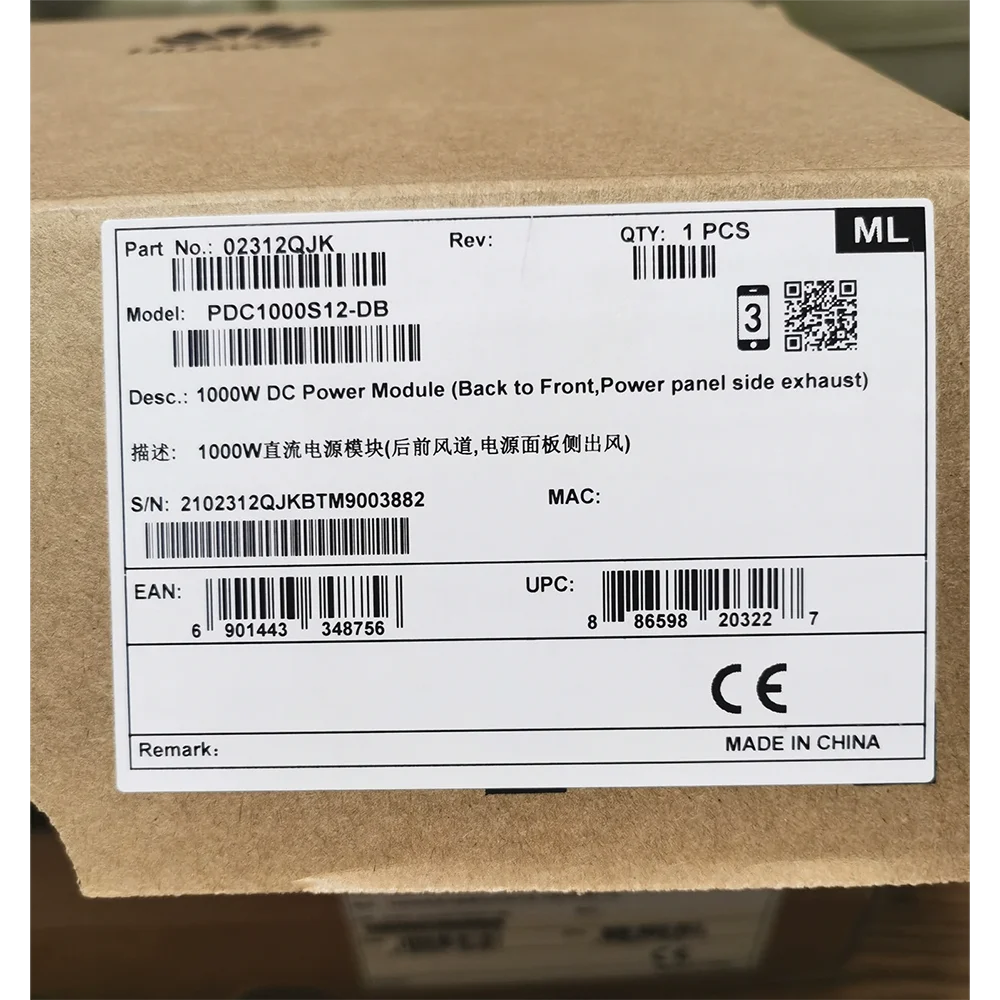 HUAWEI
Part No.: 02312QJK Rev: QTY: 1 PCS ML
Model: PDC1000S12-DB 3
Desc.: 1000W DC Power Module (Back to Front,Power panel side exhaust)
描述: 1000W直流电源模块(后前风道,电源面板侧出风)
S/N: 2102312QJKBTM9003882 MAC:
EAN: 6 901443 348756 UPC: 8 86598 20322 7
CE
Remark: MADE IN CHINA
CE